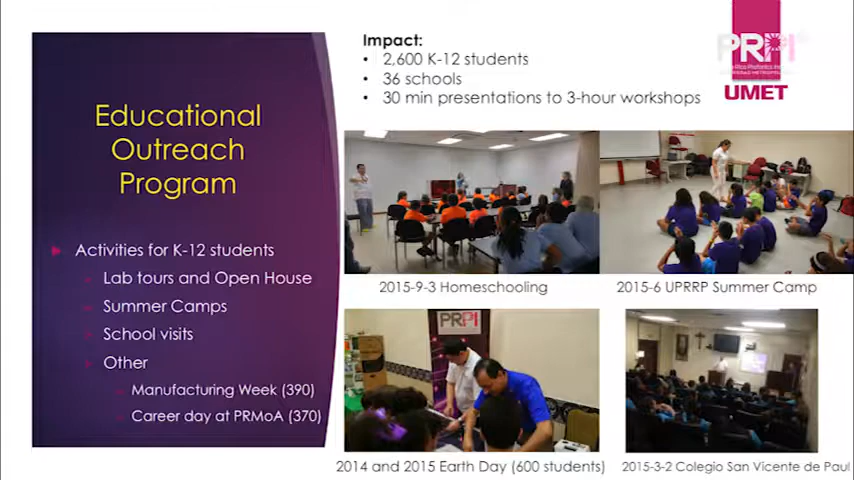 Educational
Outreach
Program
Activities for K-12 students
Lab tours and Open House
Summer Camps
School visits
Other
Manufacturing Week (390)
Career day at PRMoA (370)
Impact:
• 2,600 K-12 students
• 36 schools
• 30 min presentations to 3-hour workshops
PRPI
UMET
2015-9-3 Homeschooling
2015-6 UPRRP Summer Camp
PRPI
2014 and 2015 Earth Day (600 students)
2015-3-2 Colegio San Vicente de Paul